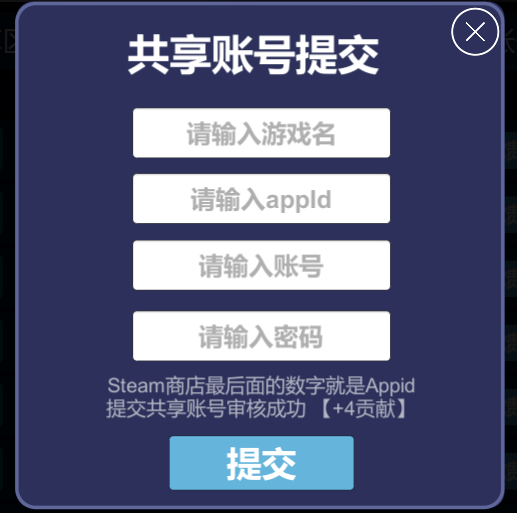 共享账号提交
请输入游戏名
请输入appId
请输入账号
请输入密码
Steam商店最后面的数字就是Appid
提交共享账号审核成功 【+4贡献】
提交